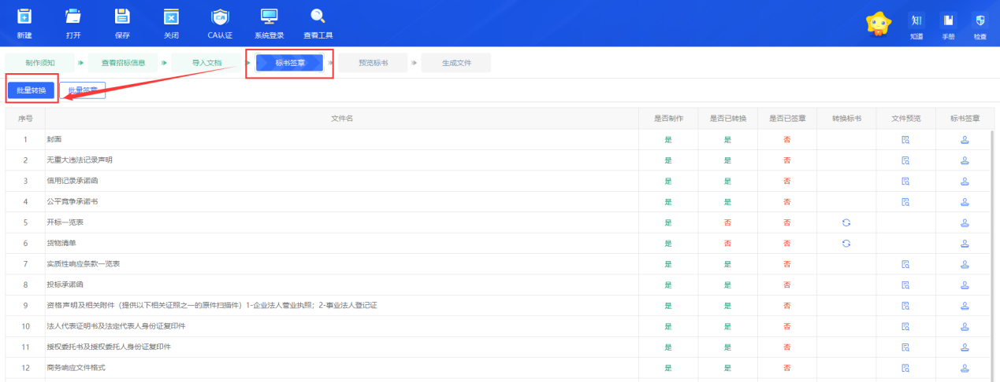 新建 打开 保存 关闭 CA认证 系统登录 查看工具 知道 手册 检查
制作须知 查看招标信息 导入文档 标书签章 预览标书 生成文件
批量转换 批量签章
序号 文件名 是否制作 是否已转换 是否已签章 转换标书 文件预览 标书签章
1 封面 是 是 否
2 无重大违法记录声明 是 是 否
3 信用记录承诺函 是 是 否
4 公平竞争承诺书 是 是 否
5 开标一览表 是 否 否
6 货物清单 是 否 否
7 实质性响应条款一览表 是 是 否
8 投标承诺函 是 是 否
9 资格声明及相关附件（提供以下相关证照之一的原件扫描件）1-企业法人营业执照；2-事业法人登记证 是 是 否
10 法人代表证明书及法定代表人身份证复印件 是 是 否
11 授权委托书及授权委托人身份证复印件 是 是 否
12 商务响应文件格式 是 是 否